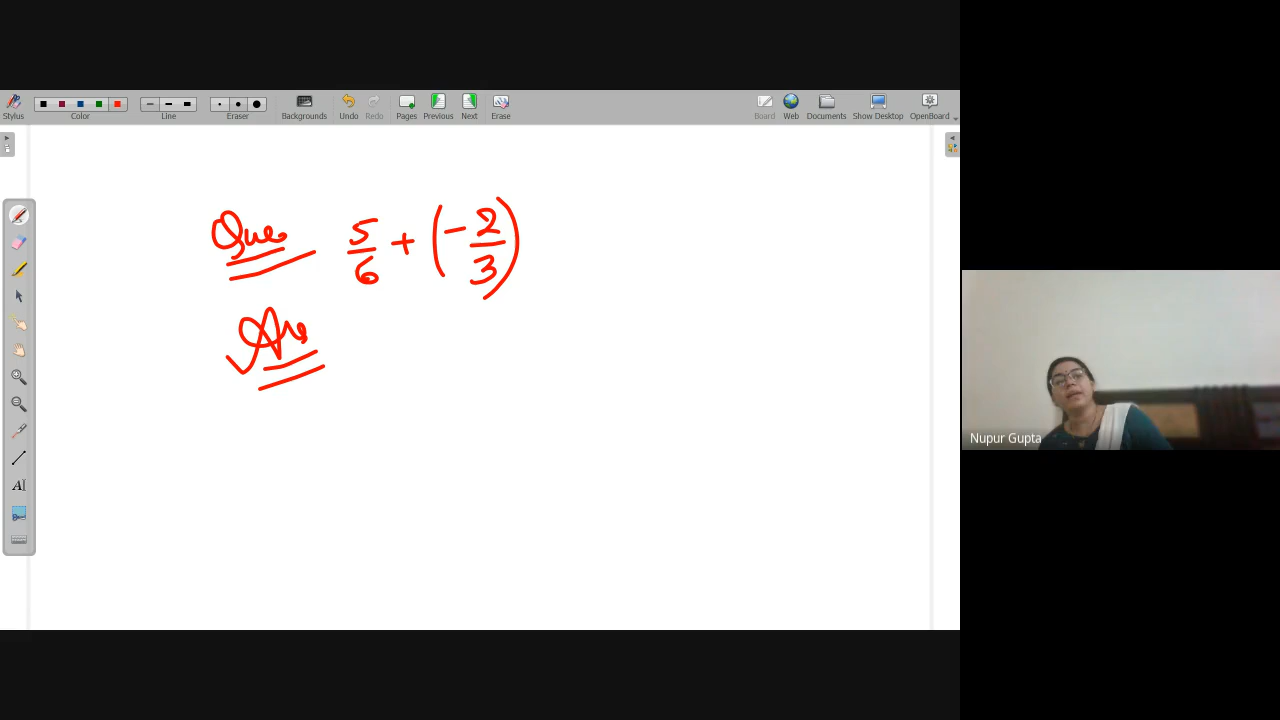 Stylus Color Line Eraser Backgrounds Undo Redo Pages Previous Next Erase Board Web Documents Show Desktop OpenBoard
Que 5/6 + (-2/3)
Ans
Nupur Gupta